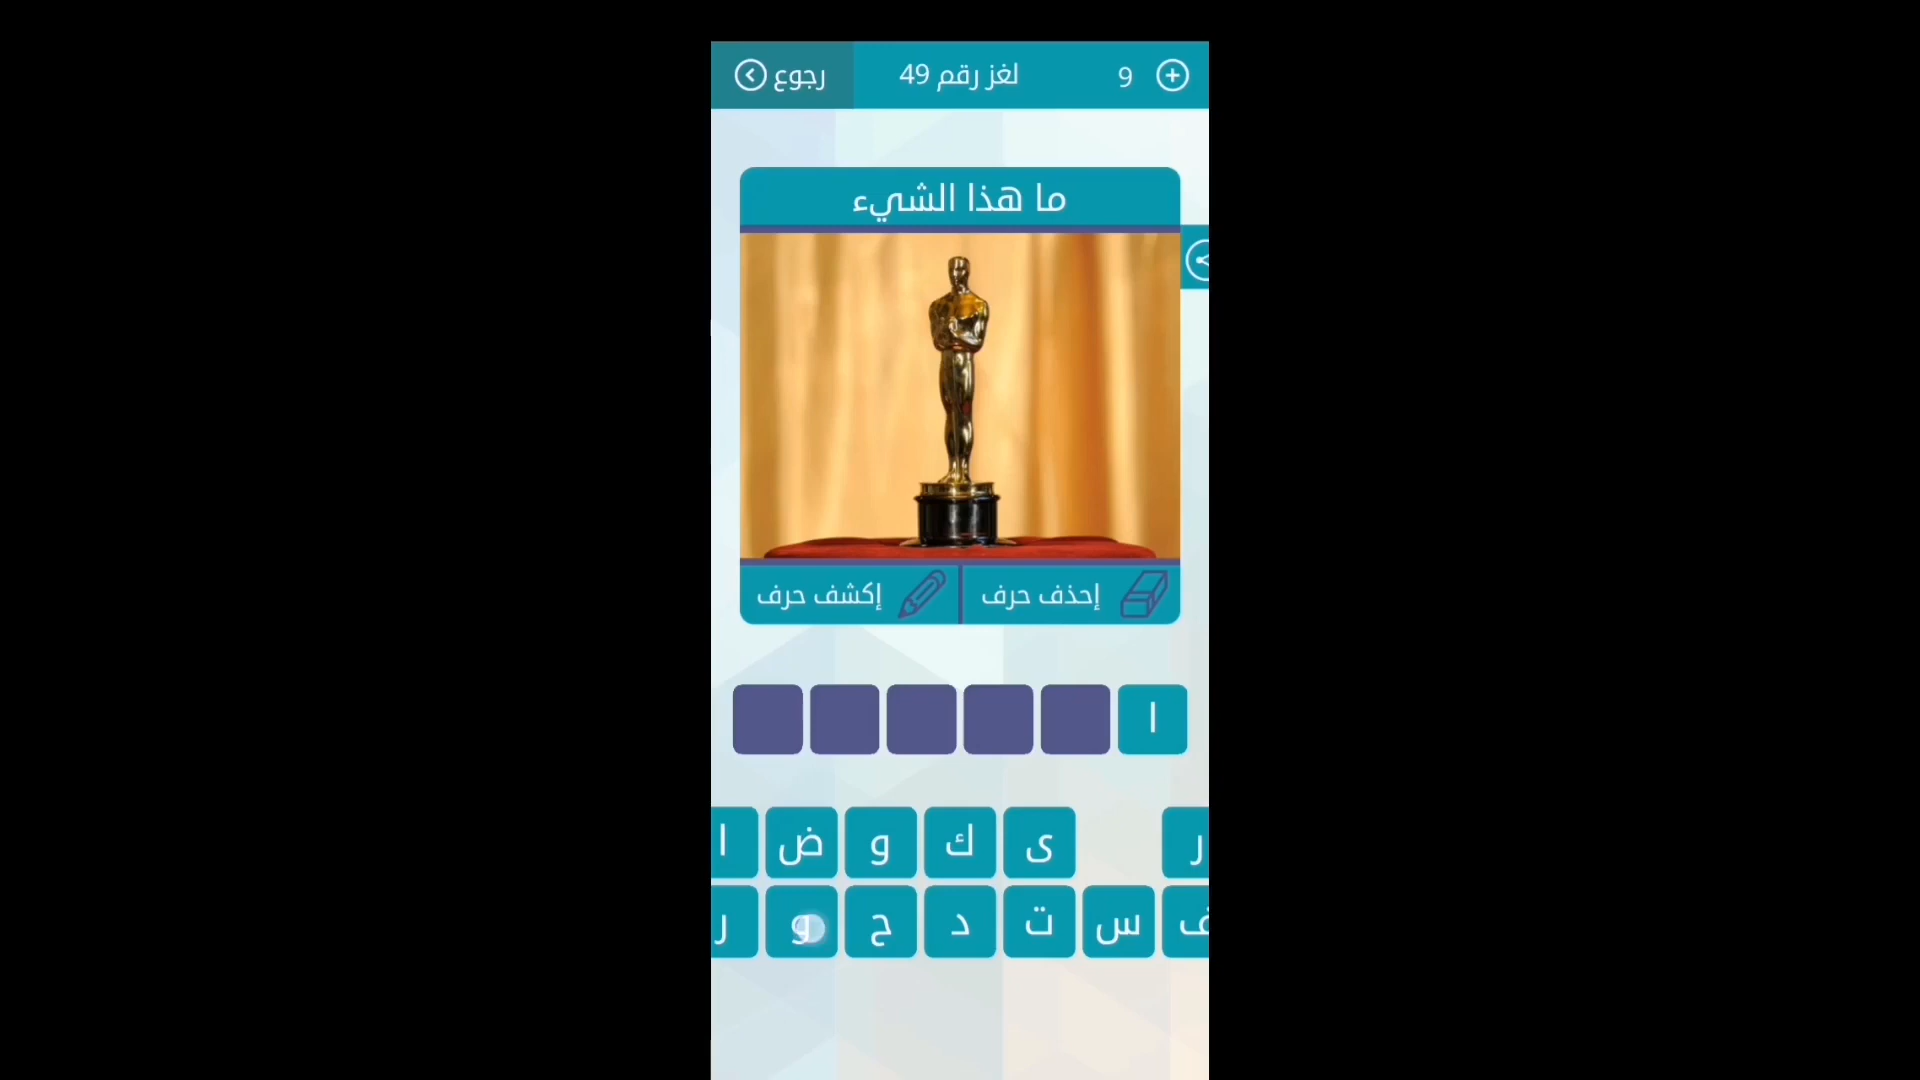 9 لغز رقم 49 رجوع
ما هذا الشيء
إحذف حرف إكشف حرف
ا
ر ى ك و ض ا
ف س ت د ح و ر